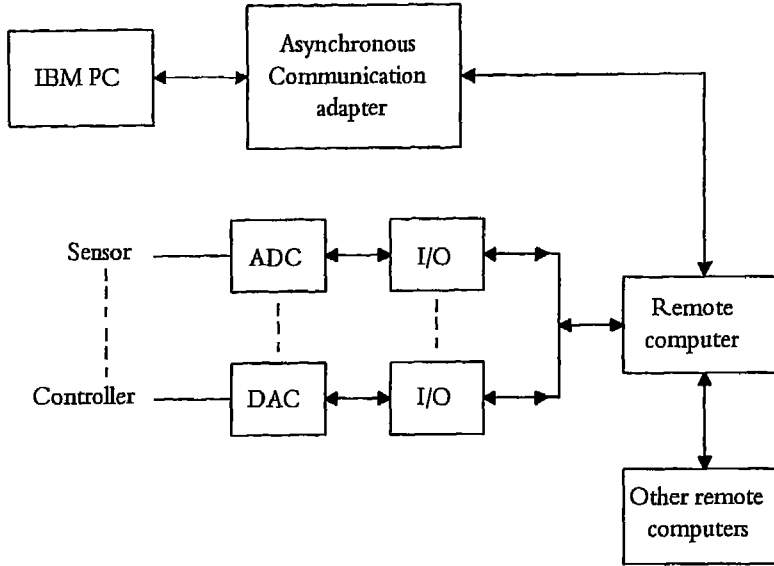 IBM PC
Asynchronous
Communication
adapter
Sensor
ADC
I/O
Remote
computer
Controller
DAC
I/O
Other remote
computers